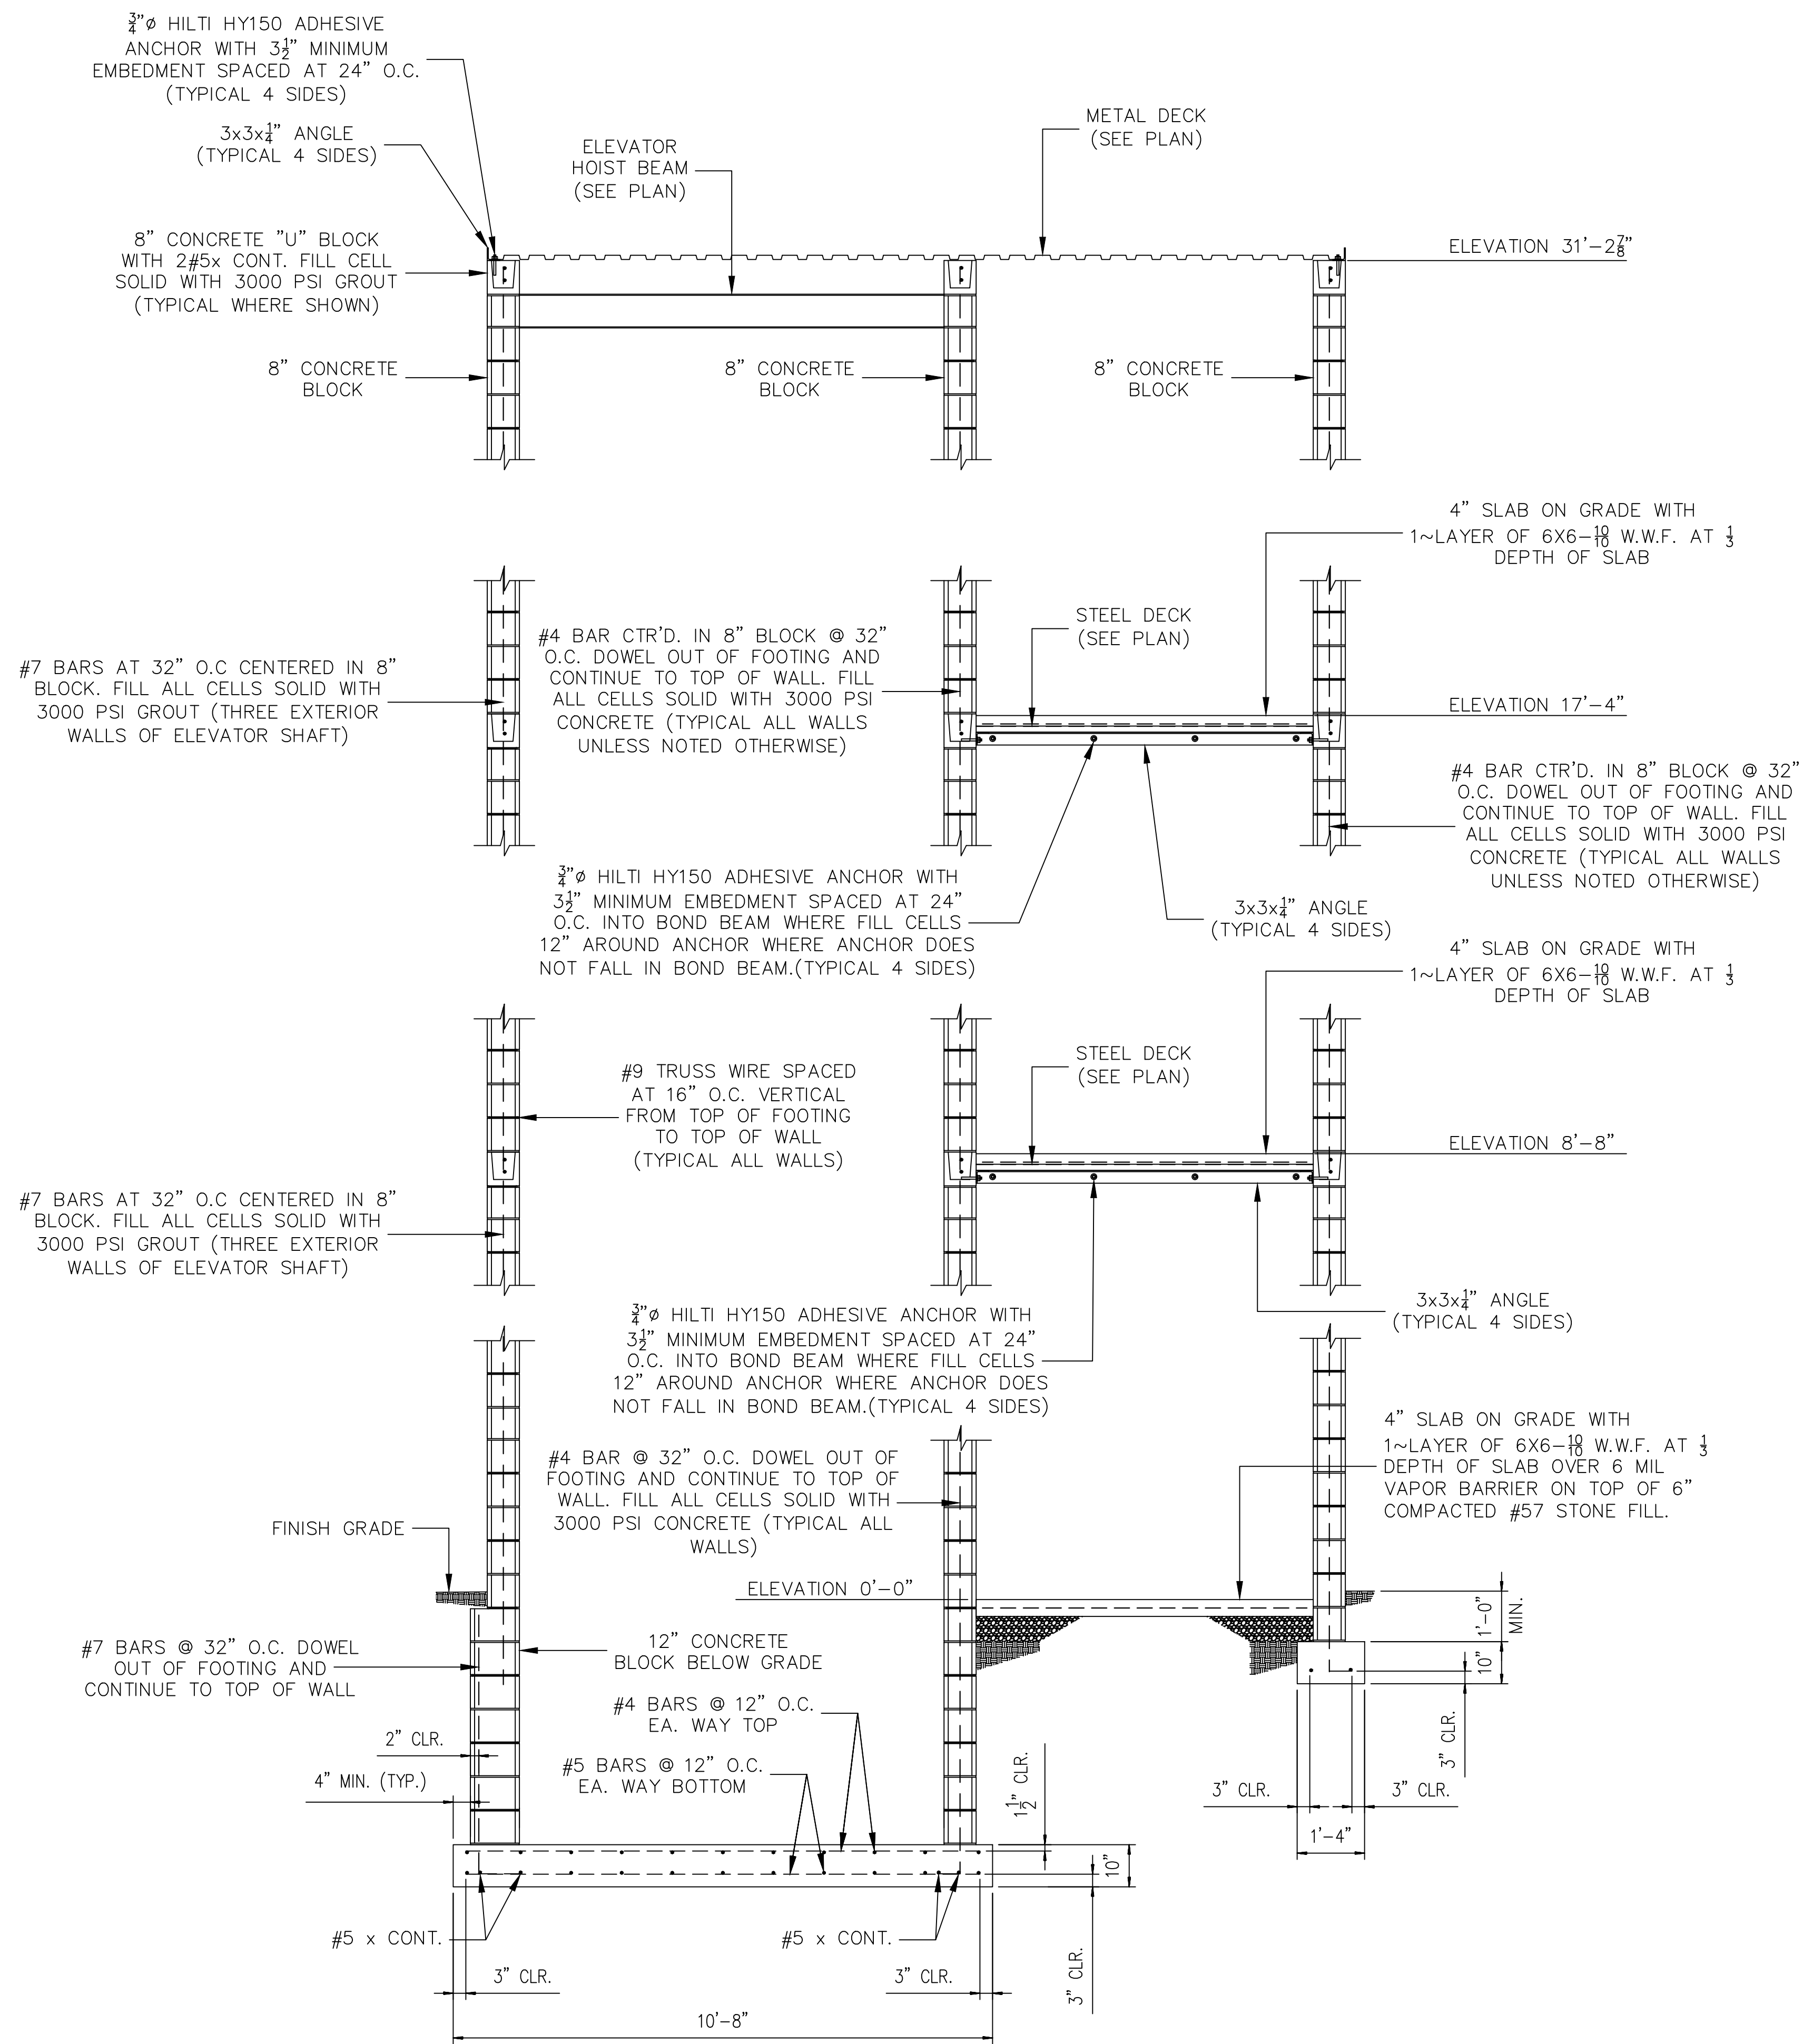 3/4"ø HILTI HY150 ADHESIVE
ANCHOR WITH 3 1/2" MINIMUM
EMBEDMENT SPACED AT 24" O.C.
(TYPICAL 4 SIDES)
3x3x1/4" ANGLE
(TYPICAL 4 SIDES)
ELEVATOR
HOIST BEAM
(SEE PLAN)
METAL DECK
(SEE PLAN)
8" CONCRETE "U" BLOCK
WITH 2#5x CONT. FILL CELL
SOLID WITH 3000 PSI GROUT
(TYPICAL WHERE SHOWN)
ELEVATION 31'-2 7/8"
8" CONCRETE
BLOCK
8" CONCRETE
BLOCK
8" CONCRETE
BLOCK
4" SLAB ON GRADE WITH
1~LAYER OF 6X6-10/10 W.W.F. AT 1/3
DEPTH OF SLAB
STEEL DECK
(SEE PLAN)
#4 BAR CTR'D. IN 8" BLOCK @ 32"
O.C. DOWEL OUT OF FOOTING AND
CONTINUE TO TOP OF WALL. FILL
ALL CELLS SOLID WITH 3000 PSI
CONCRETE (TYPICAL ALL WALLS
UNLESS NOTED OTHERWISE)
#7 BARS AT 32" O.C CENTERED IN 8"
BLOCK. FILL ALL CELLS SOLID WITH
3000 PSI GROUT (THREE EXTERIOR
WALLS OF ELEVATOR SHAFT)
ELEVATION 17'-4"
#4 BAR CTR'D. IN 8" BLOCK @ 32"
O.C. DOWEL OUT OF FOOTING AND
CONTINUE TO TOP OF WALL. FILL
ALL CELLS SOLID WITH 3000 PSI
CONCRETE (TYPICAL ALL WALLS
UNLESS NOTED OTHERWISE)
3/4"ø HILTI HY150 ADHESIVE ANCHOR WITH
3 1/2" MINIMUM EMBEDMENT SPACED AT 24"
O.C. INTO BOND BEAM WHERE FILL CELLS
12" AROUND ANCHOR WHERE ANCHOR DOES
NOT FALL IN BOND BEAM.(TYPICAL 4 SIDES)
3x3x1/4" ANGLE
(TYPICAL 4 SIDES)
4" SLAB ON GRADE WITH
1~LAYER OF 6X6-10/10 W.W.F. AT 1/3
DEPTH OF SLAB
STEEL DECK
(SEE PLAN)
#9 TRUSS WIRE SPACED
AT 16" O.C. VERTICAL
FROM TOP OF FOOTING
TO TOP OF WALL
(TYPICAL ALL WALLS)
ELEVATION 8'-8"
#7 BARS AT 32" O.C CENTERED IN 8"
BLOCK. FILL ALL CELLS SOLID WITH
3000 PSI GROUT (THREE EXTERIOR
WALLS OF ELEVATOR SHAFT)
3/4"ø HILTI HY150 ADHESIVE ANCHOR WITH
3 1/2" MINIMUM EMBEDMENT SPACED AT 24"
O.C. INTO BOND BEAM WHERE FILL CELLS
12" AROUND ANCHOR WHERE ANCHOR DOES
NOT FALL IN BOND BEAM.(TYPICAL 4 SIDES)
3x3x1/4" ANGLE
(TYPICAL 4 SIDES)
4" SLAB ON GRADE WITH
1~LAYER OF 6X6-10/10 W.W.F. AT 1/3
DEPTH OF SLAB OVER 6 MIL
VAPOR BARRIER ON TOP OF 6"
COMPACTED #57 STONE FILL.
#4 BAR @ 32" O.C. DOWEL OUT OF
FOOTING AND CONTINUE TO TOP OF
WALL. FILL ALL CELLS SOLID WITH
3000 PSI CONCRETE (TYPICAL ALL
WALLS)
FINISH GRADE
ELEVATION 0'-0"
1'-0"
MIN.
10"
#7 BARS @ 32" O.C. DOWEL
OUT OF FOOTING AND
CONTINUE TO TOP OF WALL
12" CONCRETE
BLOCK BELOW GRADE
#4 BARS @ 12" O.C.
EA. WAY TOP
2" CLR.
#5 BARS @ 12" O.C.
EA. WAY BOTTOM
4" MIN. (TYP.)
1 1/2" CLR.
3" CLR.
3" CLR.
3" CLR.
1'-4"
10"
#5 x CONT.
#5 x CONT.
3" CLR.
3" CLR.
3" CLR.
10'-8"